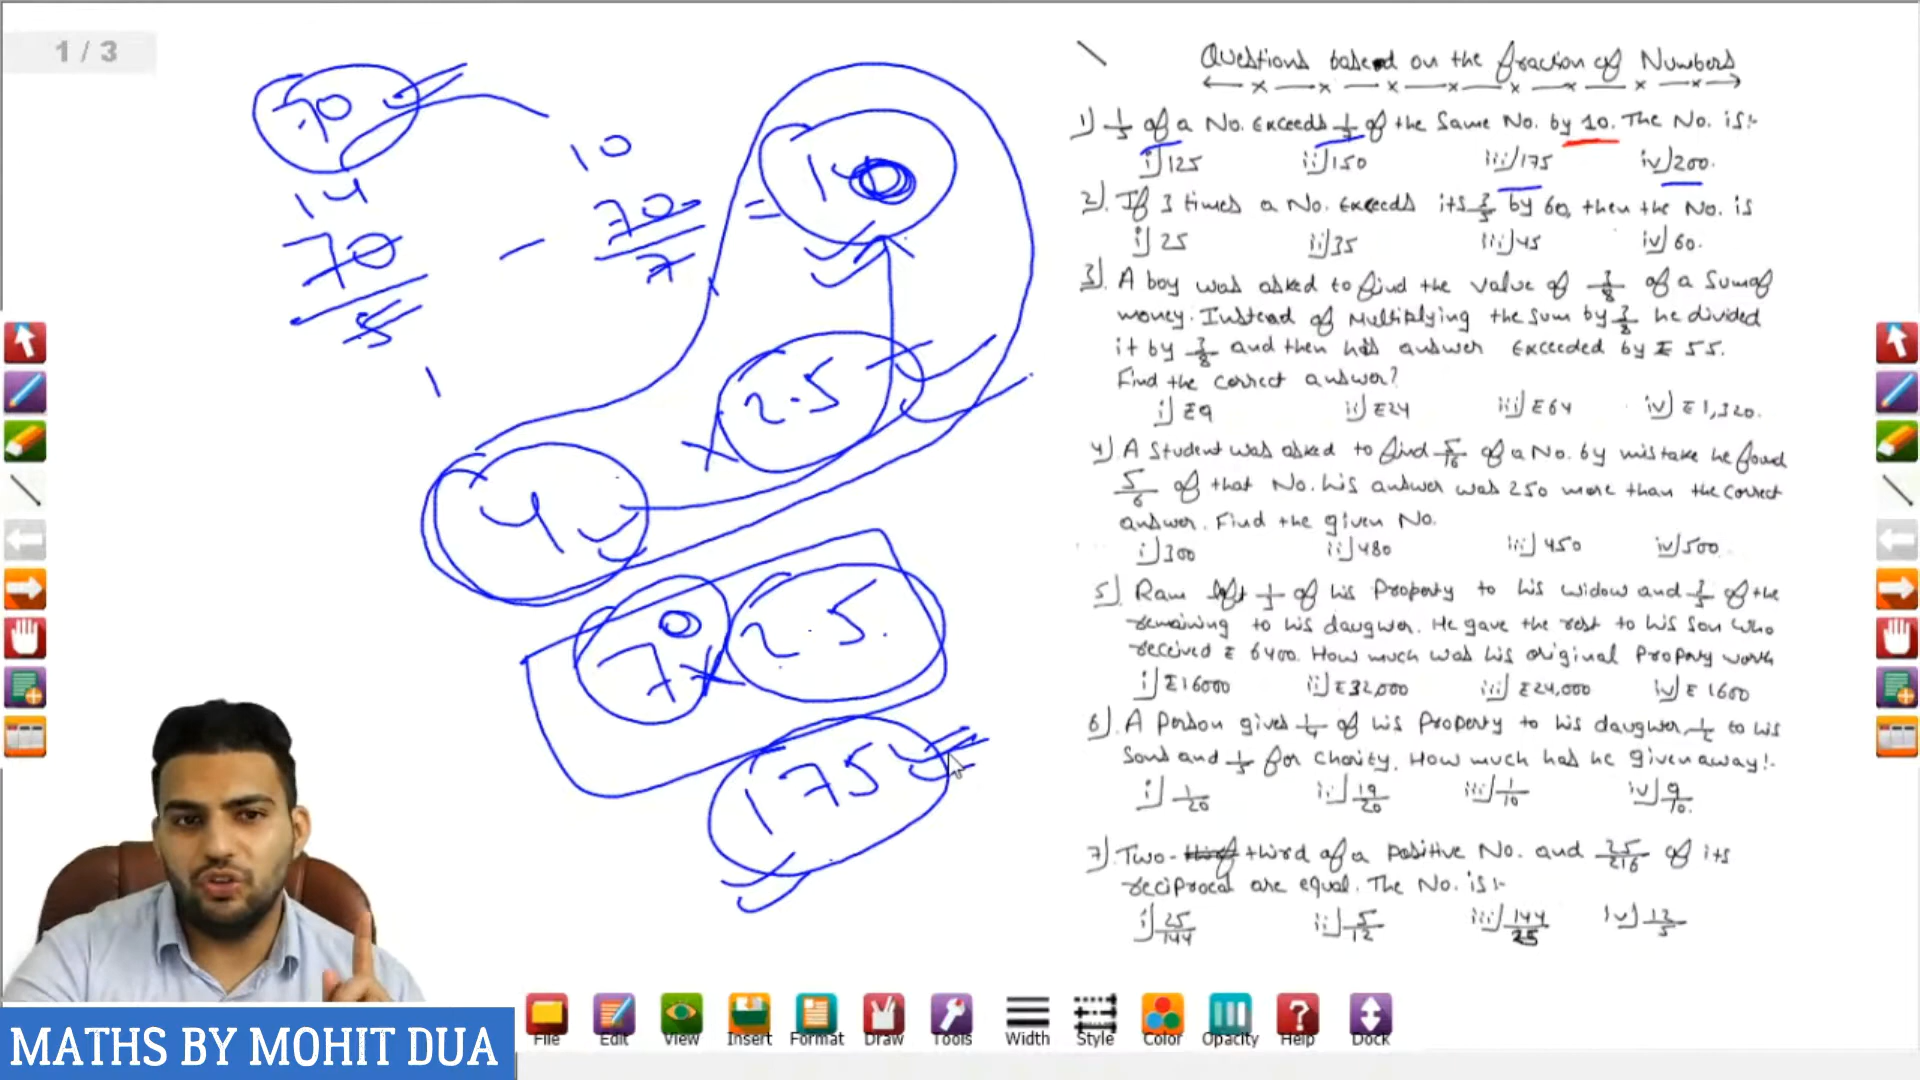 1 / 3
70
14
70
5
1
-
10
70
7
=
10
4
x
2.5
70 x 2.5
175
Questions based on the fraction of Numbers
1) 1/5 of a No. Exceeds 1/7 of the same No. by 10. The No. is:-
i) 125 ii) 150 iii) 175 iv) 200.
2). If 3 times a No. Exceeds its 3/5 by 60, then the No. is
i) 25 ii) 35 iii) 45 iv) 60.
3). A boy was asked to find the value of 3/8 of a Sum of
money. Instead of Multiplying the sum by 3/8 he divided
it by 3/8 and then his answer Exceeded by ₹ 55.
Find the correct answer?
i) ₹9 ii) ₹24 iii) ₹64 iv) ₹1,320.
4) A Student was asked to find 5/16 of a No. by mistake he found
5/6 of that No. his answer was 250 more than the correct
answer. Find the given No.
i) 300 ii) 480 iii) 450 iv) 500
5) Ram left 1/3 of his Property to his widow and 3/5 of the
remaining to his daugwer. He gave the rest to his son who
received ₹ 6400. How much was his original Property worth
i) ₹16000 ii) ₹32,000 iii) ₹24,000 iv) ₹1600
6) A Person gives 1/4 of his Property to his daugwer, 1/2 to his
Sons and 1/5 for Charity. How much has he given away!.
i) 1/20 ii) 19/20 iii) 1/10 iv) 9/10.
7) Two- third of a Positive No. and 25/216 of its
reciprocal are equal. The No. is:-
i) 25/144 ii) 5/12 iii) 144/25 iv) 12/5
MATHS BY MOHIT DUA
File Edit View Insert Format Draw Tools Width Style Color Opacity Help Dock